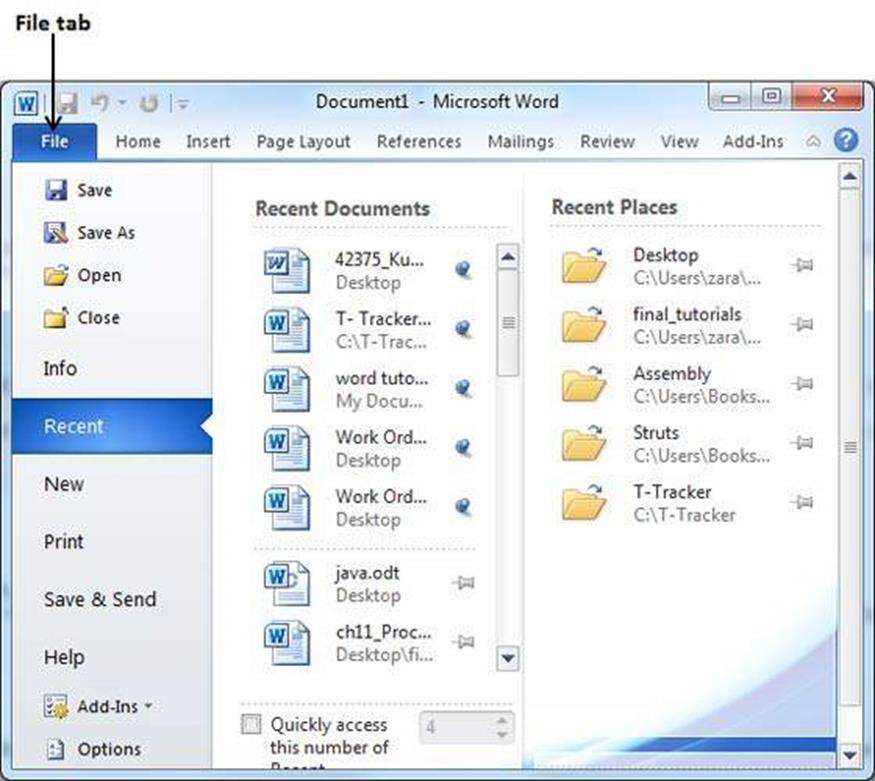 File tab
Document1 - Microsoft Word
File Home Insert Page Layout References Mailings Review View Add-Ins
Save
Save As
Open
Close
Info
Recent
New
Print
Save & Send
Help
Add-Ins
Options
Recent Documents
42375_Ku...
Desktop
T- Tracker...
C:\T-Trac...
word tuto...
My Docu...
Work Ord...
Desktop
Work Ord...
Desktop
java.odt
Desktop
ch11_Proc...
Desktop\fi...
Quickly access 4
this number of
Recent
Recent Places
Desktop
C:\Users\zara\...
final_tutorials
C:\Users\zara\...
Assembly
C:\Users\Books...
Struts
C:\Users\Books...
T-Tracker
C:\T-Tracker